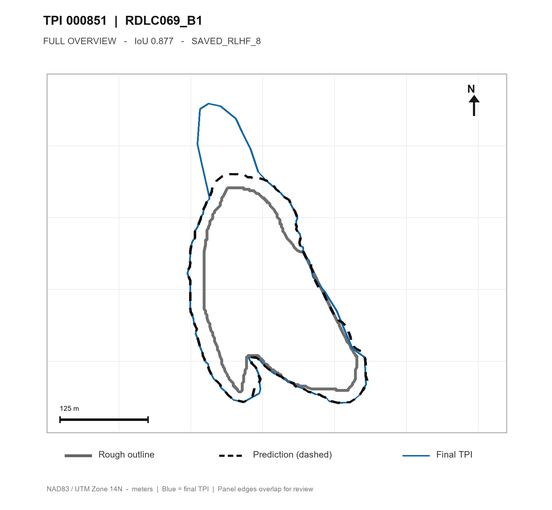 TPI 000851 | RDLC069_B1
FULL OVERVIEW - IoU 0.877 - SAVED_RLHF_8
N
125 m
Rough outline
Prediction (dashed)
Final TPI
NAD83 / UTM Zone 14N - meters | Blue = final TPI | Panel edges overlap for review